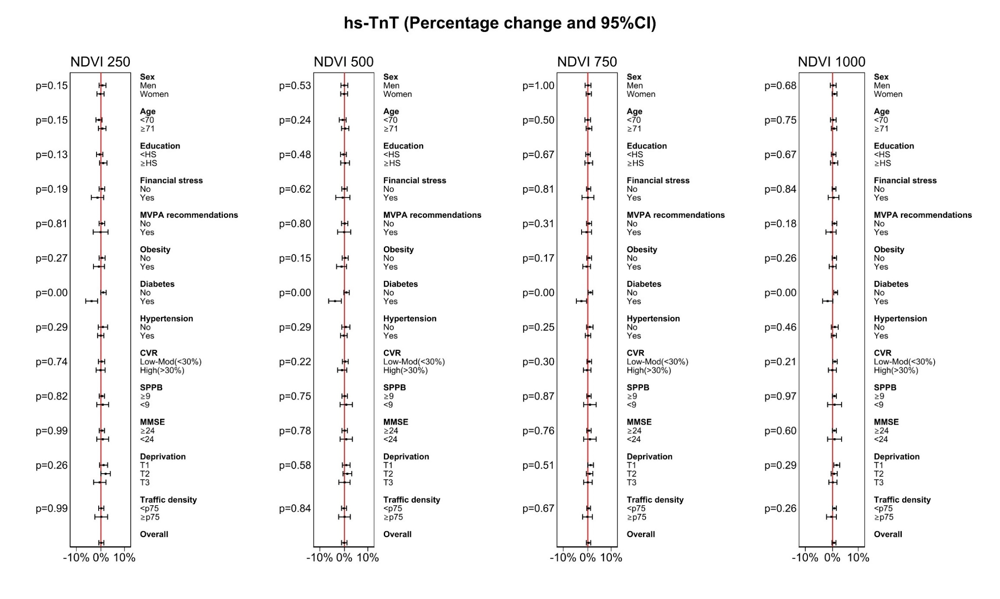 hs-TnT (Percentage change and 95%CI)
NDVI 250
Sex
p=0.15 Men
Women
Age
p=0.15 <70
≥71
Education
p=0.13 <HS
≥HS
Financial stress
p=0.19 No
Yes
MVPA recommendations
p=0.81 No
Yes
Obesity
p=0.27 No
Yes
Diabetes
p=0.00 No
Yes
Hypertension
p=0.29 No
Yes
CVR
p=0.74 Low-Mod(<30%)
High(>30%)
SPPB
p=0.82 ≥9
<9
MMSE
p=0.99 ≥24
<24
Deprivation
p=0.26 T1
T2
T3
Traffic density
p=0.99 <p75
≥p75
Overall
-10% 0% 10%
NDVI 500
Sex
p=0.53 Men
Women
Age
p=0.24 <70
≥71
Education
p=0.48 <HS
≥HS
Financial stress
p=0.62 No
Yes
MVPA recommendations
p=0.80 No
Yes
Obesity
p=0.15 No
Yes
Diabetes
p=0.00 No
Yes
Hypertension
p=0.29 No
Yes
CVR
p=0.22 Low-Mod(<30%)
High(>30%)
SPPB
p=0.75 ≥9
<9
MMSE
p=0.78 ≥24
<24
Deprivation
p=0.58 T1
T2
T3
Traffic density
p=0.84 <p75
≥p75
Overall
-10% 0% 10%
NDVI 750
Sex
p=1.00 Men
Women
Age
p=0.50 <70
≥71
Education
p=0.67 <HS
≥HS
Financial stress
p=0.81 No
Yes
MVPA recommendations
p=0.31 No
Yes
Obesity
p=0.17 No
Yes
Diabetes
p=0.00 No
Yes
Hypertension
p=0.25 No
Yes
CVR
p=0.30 Low-Mod(<30%)
High(>30%)
SPPB
p=0.87 ≥9
<9
MMSE
p=0.76 ≥24
<24
Deprivation
p=0.51 T1
T2
T3
Traffic density
p=0.67 <p75
≥p75
Overall
-10% 0% 10%
NDVI 1000
Sex
p=0.68 Men
Women
Age
p=0.75 <70
≥71
Education
p=0.67 <HS
≥HS
Financial stress
p=0.84 No
Yes
MVPA recommendations
p=0.18 No
Yes
Obesity
p=0.26 No
Yes
Diabetes
p=0.00 No
Yes
Hypertension
p=0.46 No
Yes
CVR
p=0.21 Low-Mod(<30%)
High(>30%)
SPPB
p=0.97 ≥9
<9
MMSE
p=0.60 ≥24
<24
Deprivation
p=0.29 T1
T2
T3
Traffic density
p=0.26 <p75
≥p75
Overall
-10% 0% 10%